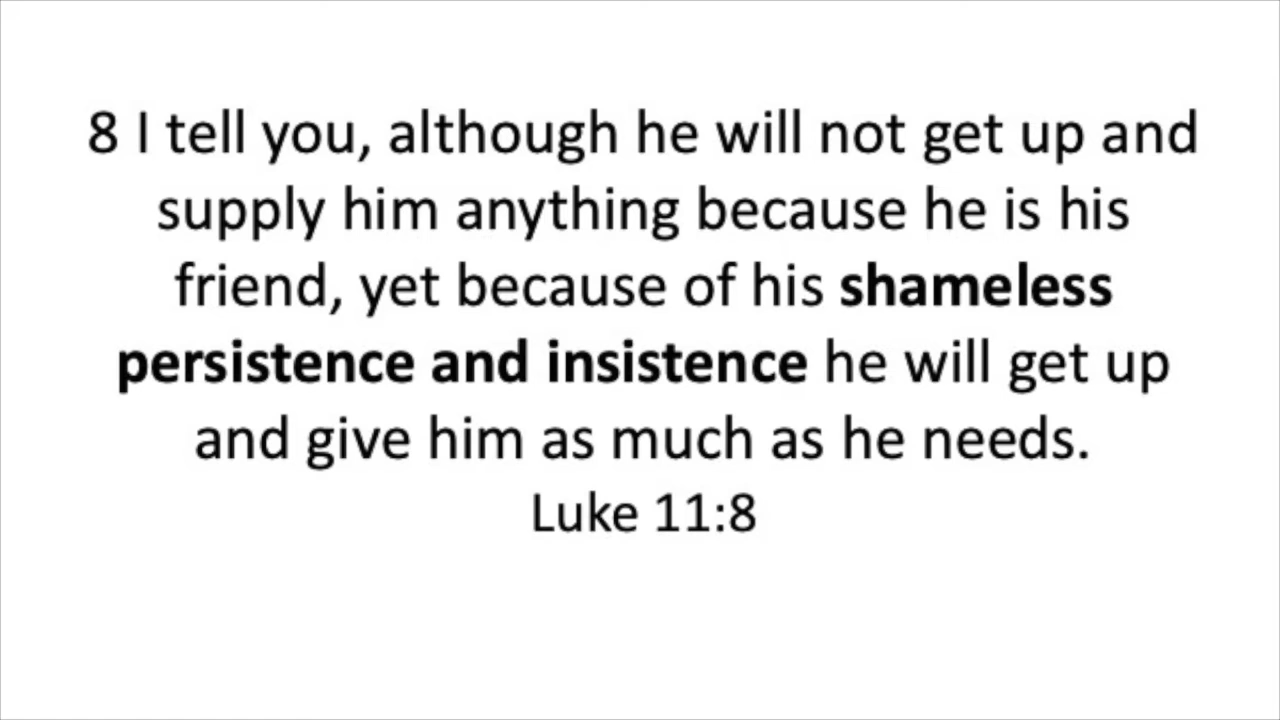 8 I tell you, although he will not get up and
supply him anything because he is his
friend, yet because of his shameless
persistence and insistence he will get up
and give him as much as he needs.
Luke 11:8